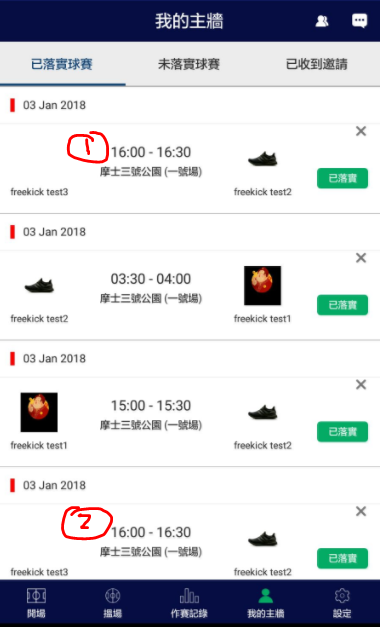 我的主牆
已落實球賽 未落實球賽 已收到邀請
03 Jan 2018
1
16:00 - 16:30
摩士三號公園 (一號場)
已落實
freekick test3 freekick test2
03 Jan 2018
03:30 - 04:00
摩士三號公園 (一號場)
已落實
freekick test2 freekick test1
03 Jan 2018
15:00 - 15:30
摩士三號公園 (一號場)
已落實
freekick test1 freekick test2
03 Jan 2018
2
16:00 - 16:30
摩士三號公園 (一號場)
已落實
freekick test3 freekick test2
開場 搵場 作賽記錄 我的主牆 設定